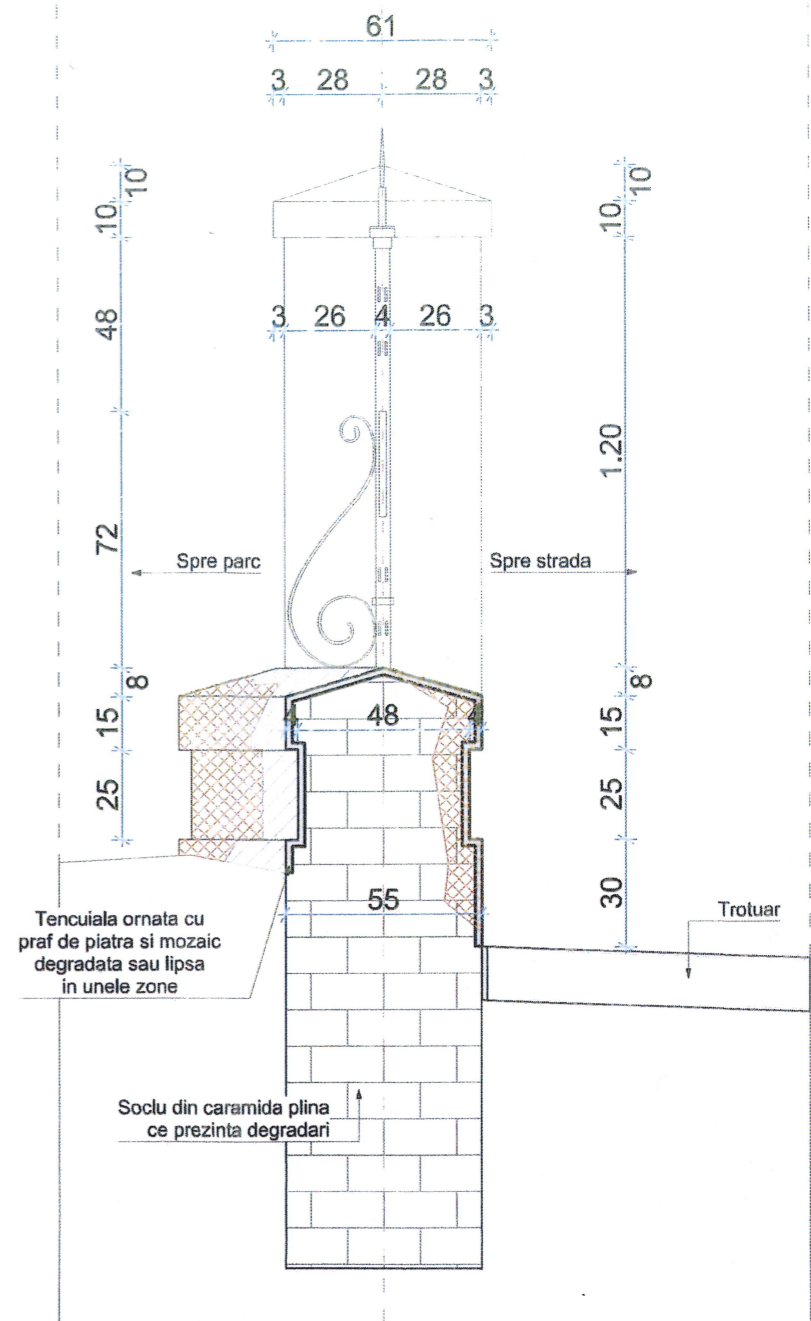 61
3 28 28 3
10
10
48
72
8
15
25
10
10
1.20
8
15
25
30
3 26 4 26 3
Spre parc
Spre strada
4 48 4
55
Trotuar
Tencuiala ornata cu
praf de piatra si mozaic
degradata sau lipsa
in unele zone
Soclu din caramida plina
ce prezinta degradari